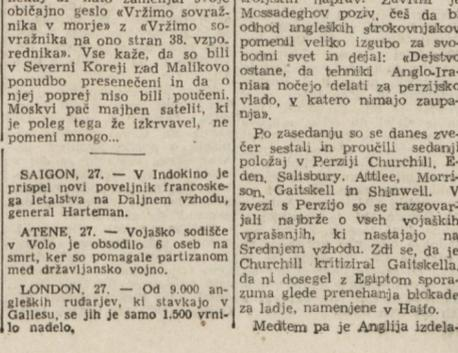 običajno geslo «Vržimo sovraž-
nika v morje» z «Vržimo so-
vražnika na ono stran 38. vzpo-
rednika». Vse kaže, da so bili
v Severni Koreji nad Malikovo
ponudbo presenečeni in da o
njej poprej niso bili poučeni.
Moskvi pač majhen satelit, ki
je poleg tega že izkrvavel, ne
pomeni mnogo...
SAIGON, 27. — V Indokino je
prispel novi poveljnik francoske-
ga letalstva na Daljnem vzhodu,
general Harteman.
ATENE, 27. — Vojaško sodišče
v Volo je obsodilo 6 oseb na
smrt, ker so pomagale partizanom
med državljansko vojno.
LONDON, 27. — Od 9.000 an-
gleških rudarjev, ki stavkajo v
Gallesu, se jih je samo 1.500 vrni-
lo nadelo.
Mossadeghov poziv, češ da bi
odhod angleških strokovnjakov
pomenil veliko izgubo za svo-
bodni svet in dejal: «Dejstvo
ostane, da tehniki Anglo-Ira-
nian nočejo delati za perzijsko
vlado, v katero nimajo zaupa-
nja».
Po zasedanju so se danes zve-
čer sestali in proučili sedanji
položaj v Perziji Churchill, E-
den, Salisbury, Attlee, Morri-
son, Gaitskell in Shinwell. V
zvezi s Perzijo so se razgovar-
jali najbrže o vseh vojaških
vprašanjih, ki nastajajo na
Srednjem vzhodu. Zdi se, da je
Churchill kritiziral Gaitskella,
da ni dosegel z Egiptom spora-
zuma glede prenehanja blokade
za ladje, namenjene v Haifo.
Medtem pa je Anglija izdela-